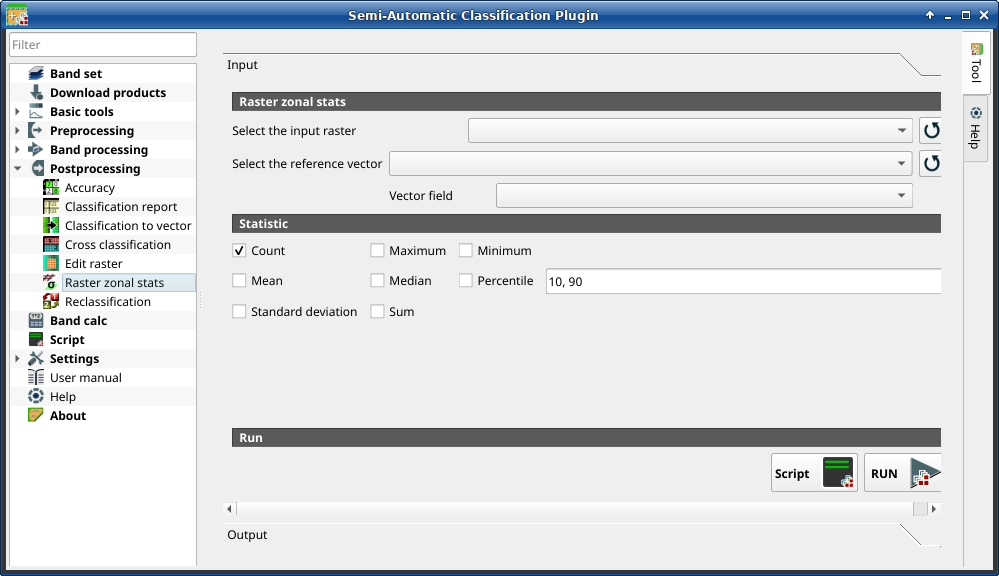 Semi-Automatic Classification Plugin
Filter
Band set
Download products
Basic tools
Preprocessing
Band processing
Postprocessing
Accuracy
Classification report
Classification to vector
Cross classification
Edit raster
Raster zonal stats
Reclassification
Band calc
Script
Settings
User manual
Help
About
Input
Raster zonal stats
Select the input raster
Select the reference vector
Vector field
Statistic
Count Maximum Minimum
Mean Median Percentile 10, 90
Standard deviation Sum
Run
Script RUN
Output
Tool
Help